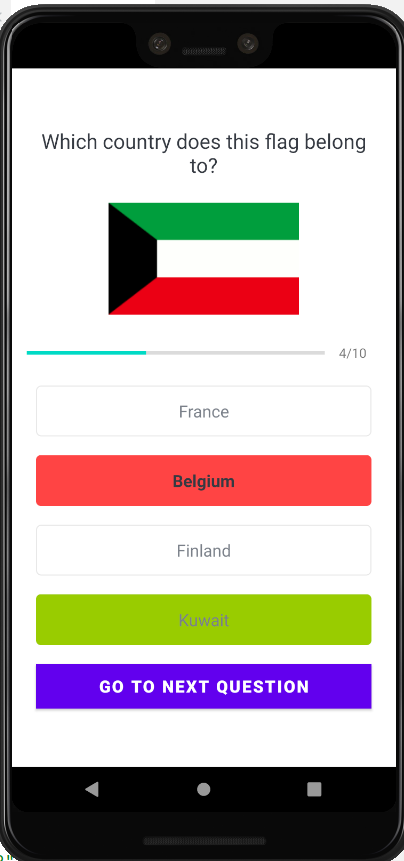 Which country does this flag belong
to?
4/10
France
Belgium
Finland
Kuwait
GO TO NEXT QUESTION